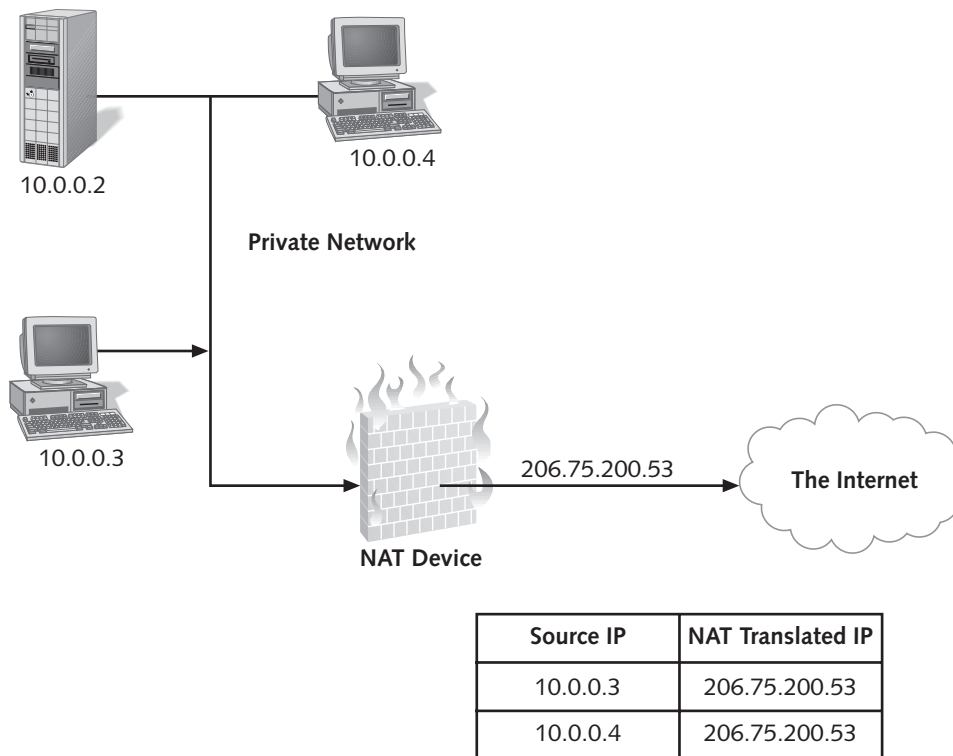 10.0.0.2
10.0.0.4
Private Network
10.0.0.3
206.75.200.53
The Internet
NAT Device
Source IP NAT Translated IP
10.0.0.3 206.75.200.53
10.0.0.4 206.75.200.53